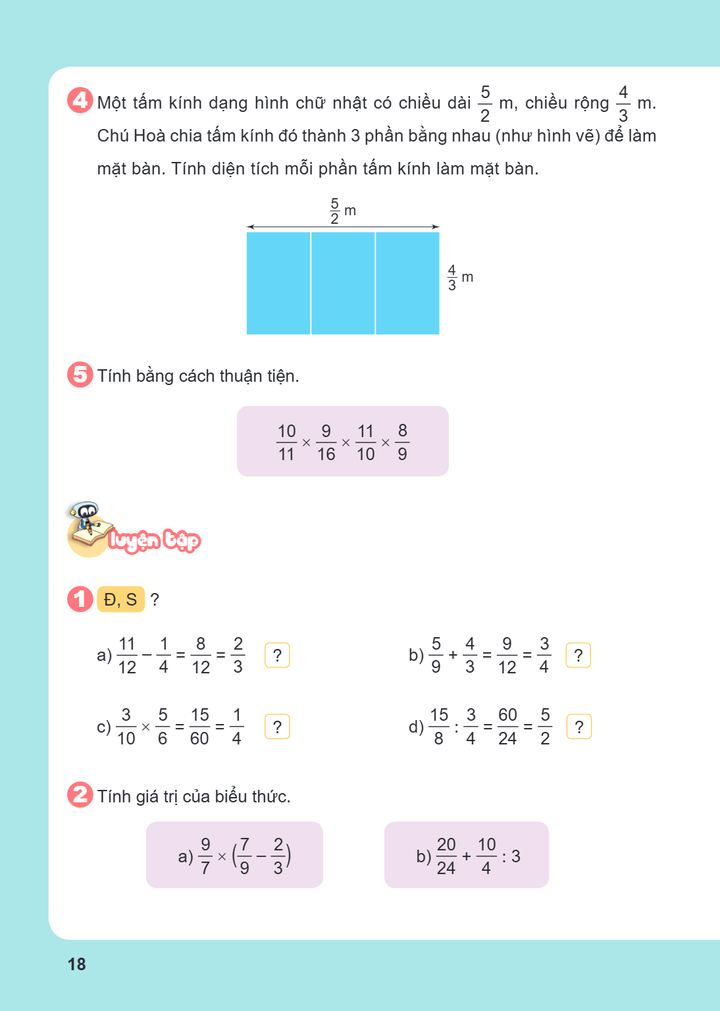 4 Một tấm kính dạng hình chữ nhật có chiều dài 5/2 m, chiều rộng 4/3 m.
Chú Hoà chia tấm kính đó thành 3 phần bằng nhau (như hình vẽ) để làm
mặt bàn. Tính diện tích mỗi phần tấm kính làm mặt bàn.
5/2 m
4/3 m
5 Tính bằng cách thuận tiện.
10/11 × 9/16 × 11/10 × 8/9
luyện tập
1 Đ, S ?
a) 11/12 − 1/4 = 8/12 = 2/3 ?
b) 5/9 + 4/3 = 9/12 = 3/4 ?
c) 3/10 × 5/6 = 15/60 = 1/4 ?
d) 15/8 : 3/4 = 60/24 = 5/2 ?
2 Tính giá trị của biểu thức.
a) 9/7 × (7/9 − 2/3)
b) 20/24 + 10/4 : 3
18